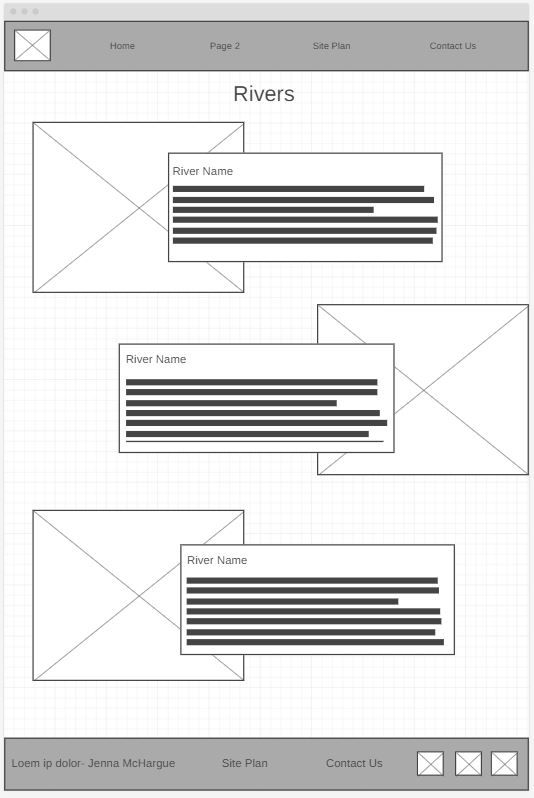 Home Page 2 Site Plan Contact Us
Rivers
River Name
River Name
River Name
Loem ip dolor- Jenna McHargue Site Plan Contact Us